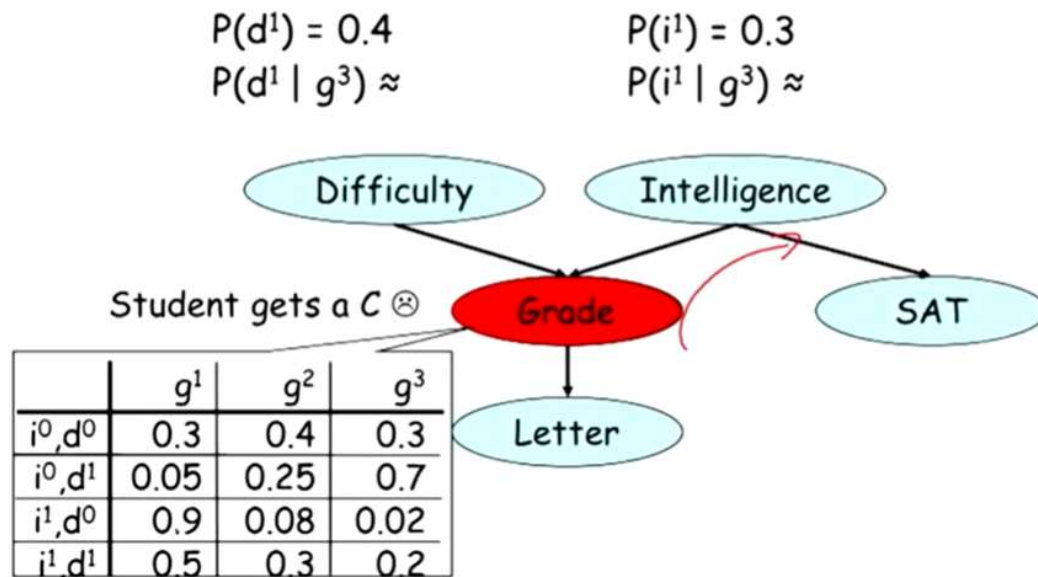 P(d¹) = 0.4 P(i¹) = 0.3
P(d¹ | g³) ≈ P(i¹ | g³) ≈
Difficulty Intelligence
Student gets a C ☹ Grade SAT
g¹ g² g³
i⁰,d⁰ 0.3 0.4 0.3
Letter
i⁰,d¹ 0.05 0.25 0.7
i¹,d⁰ 0.9 0.08 0.02
i¹,d¹ 0.5 0.3 0.2